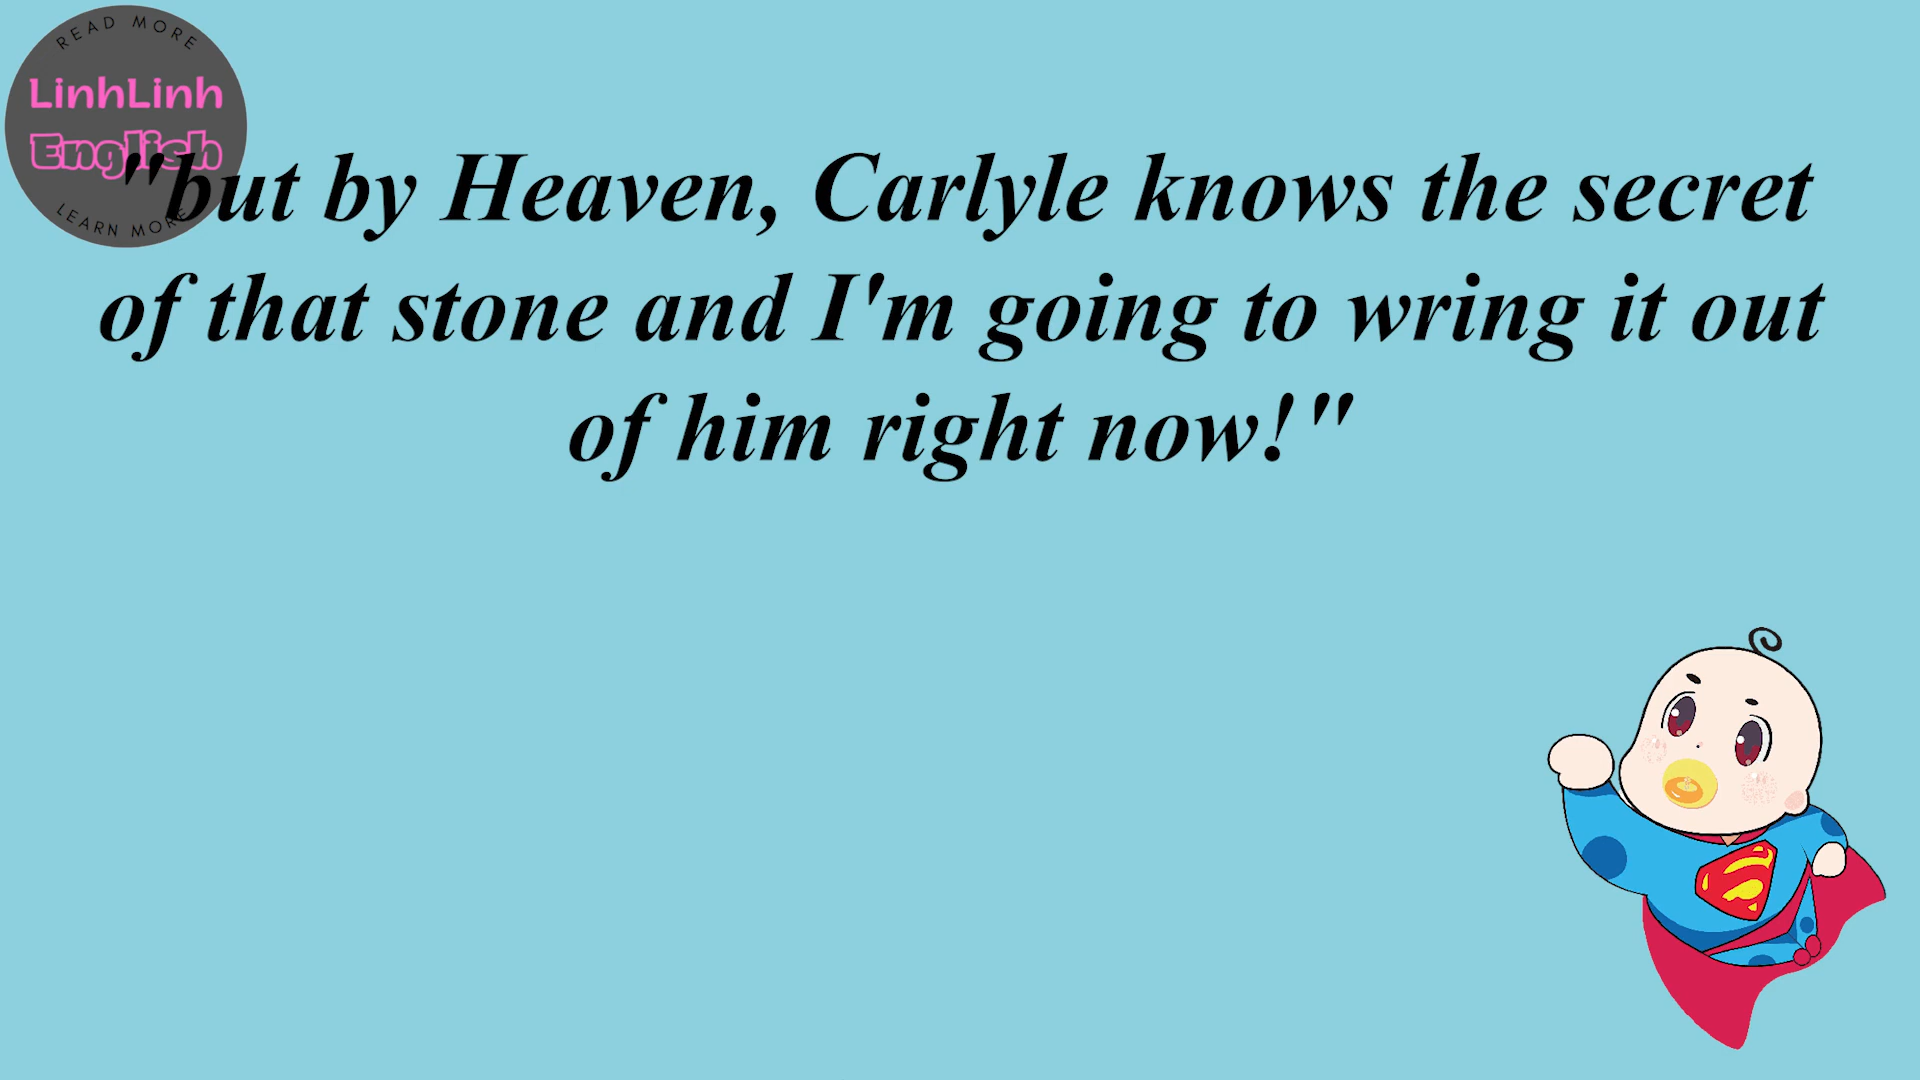 READ MORE
LinhLinh
English
LEARN MORE
"but by Heaven, Carlyle knows the secret
of that stone and I'm going to wring it out
of him right now!"